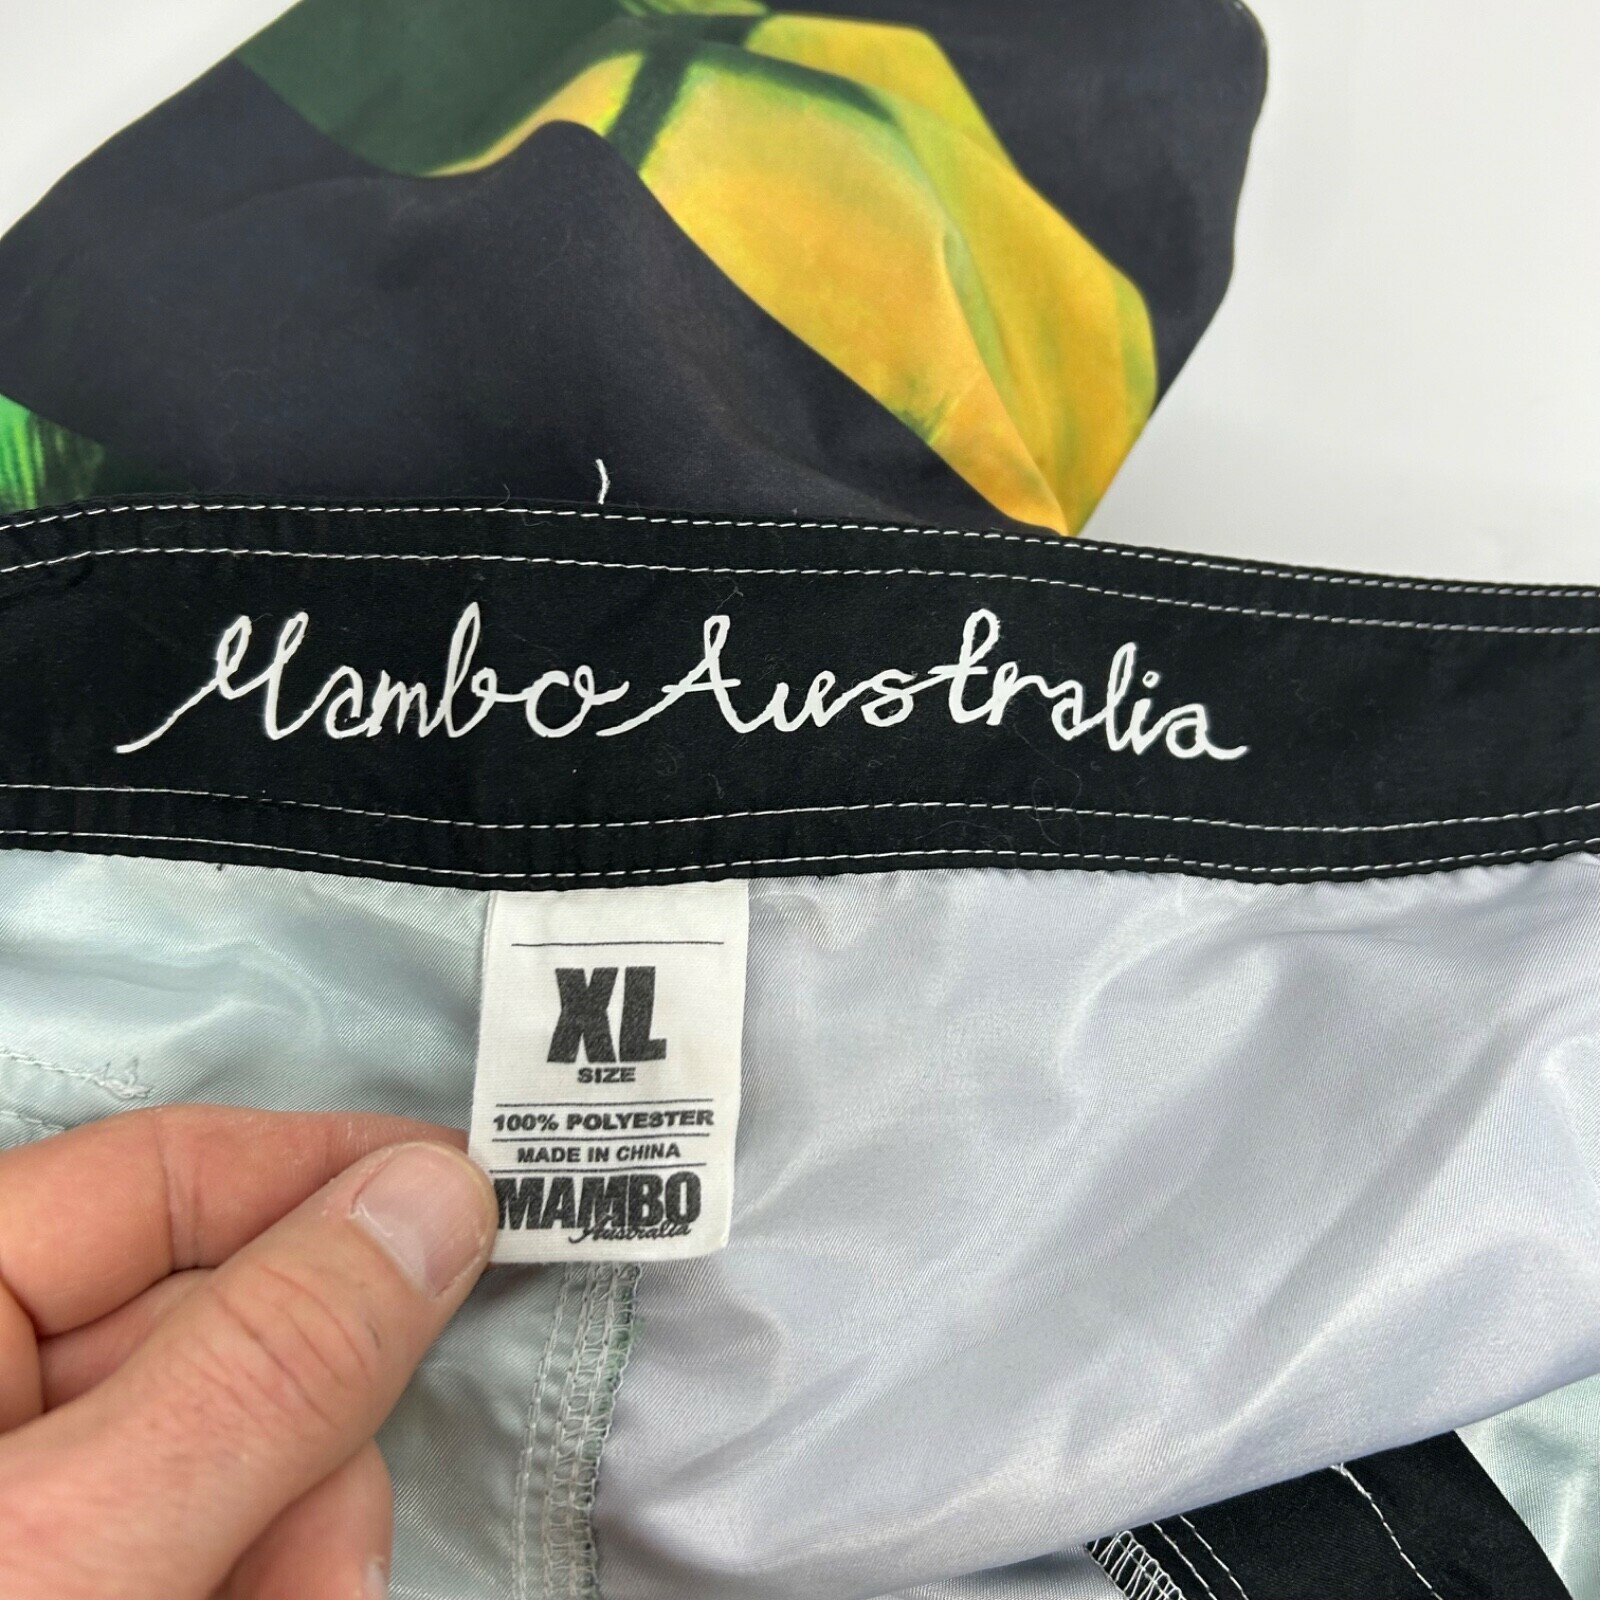 Mambo Australia
XL
SIZE
100% POLYESTER
MADE IN CHINA
MAMBO
Australia